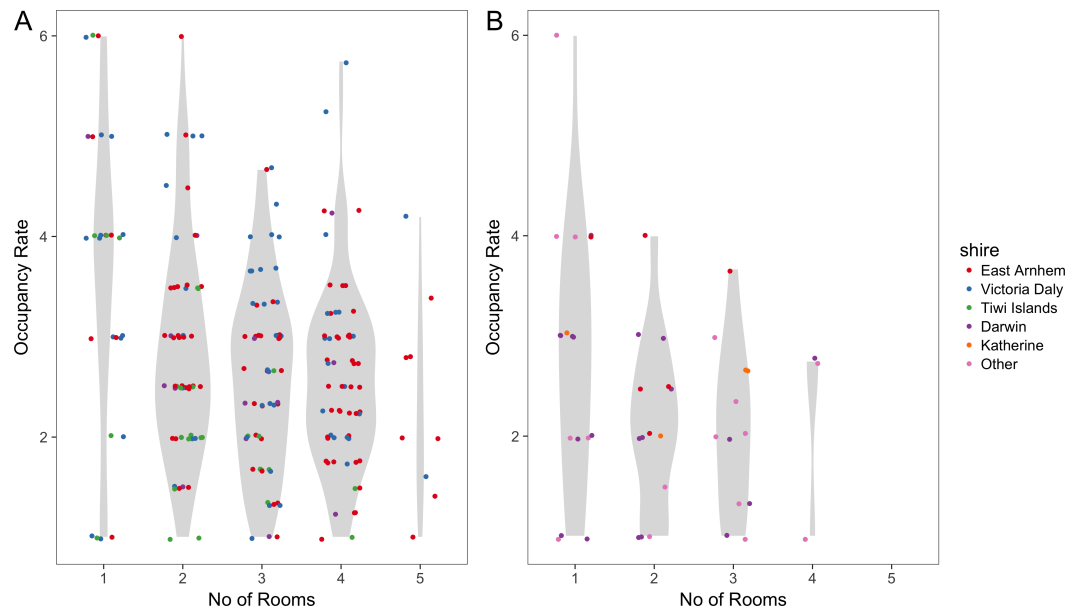 A
B
Occupancy Rate
6
4
2
1 2 3 4 5
No of Rooms
Occupancy Rate
6
4
2
1 2 3 4 5
No of Rooms
shire
East Arnhem
Victoria Daly
Tiwi Islands
Darwin
Katherine
Other